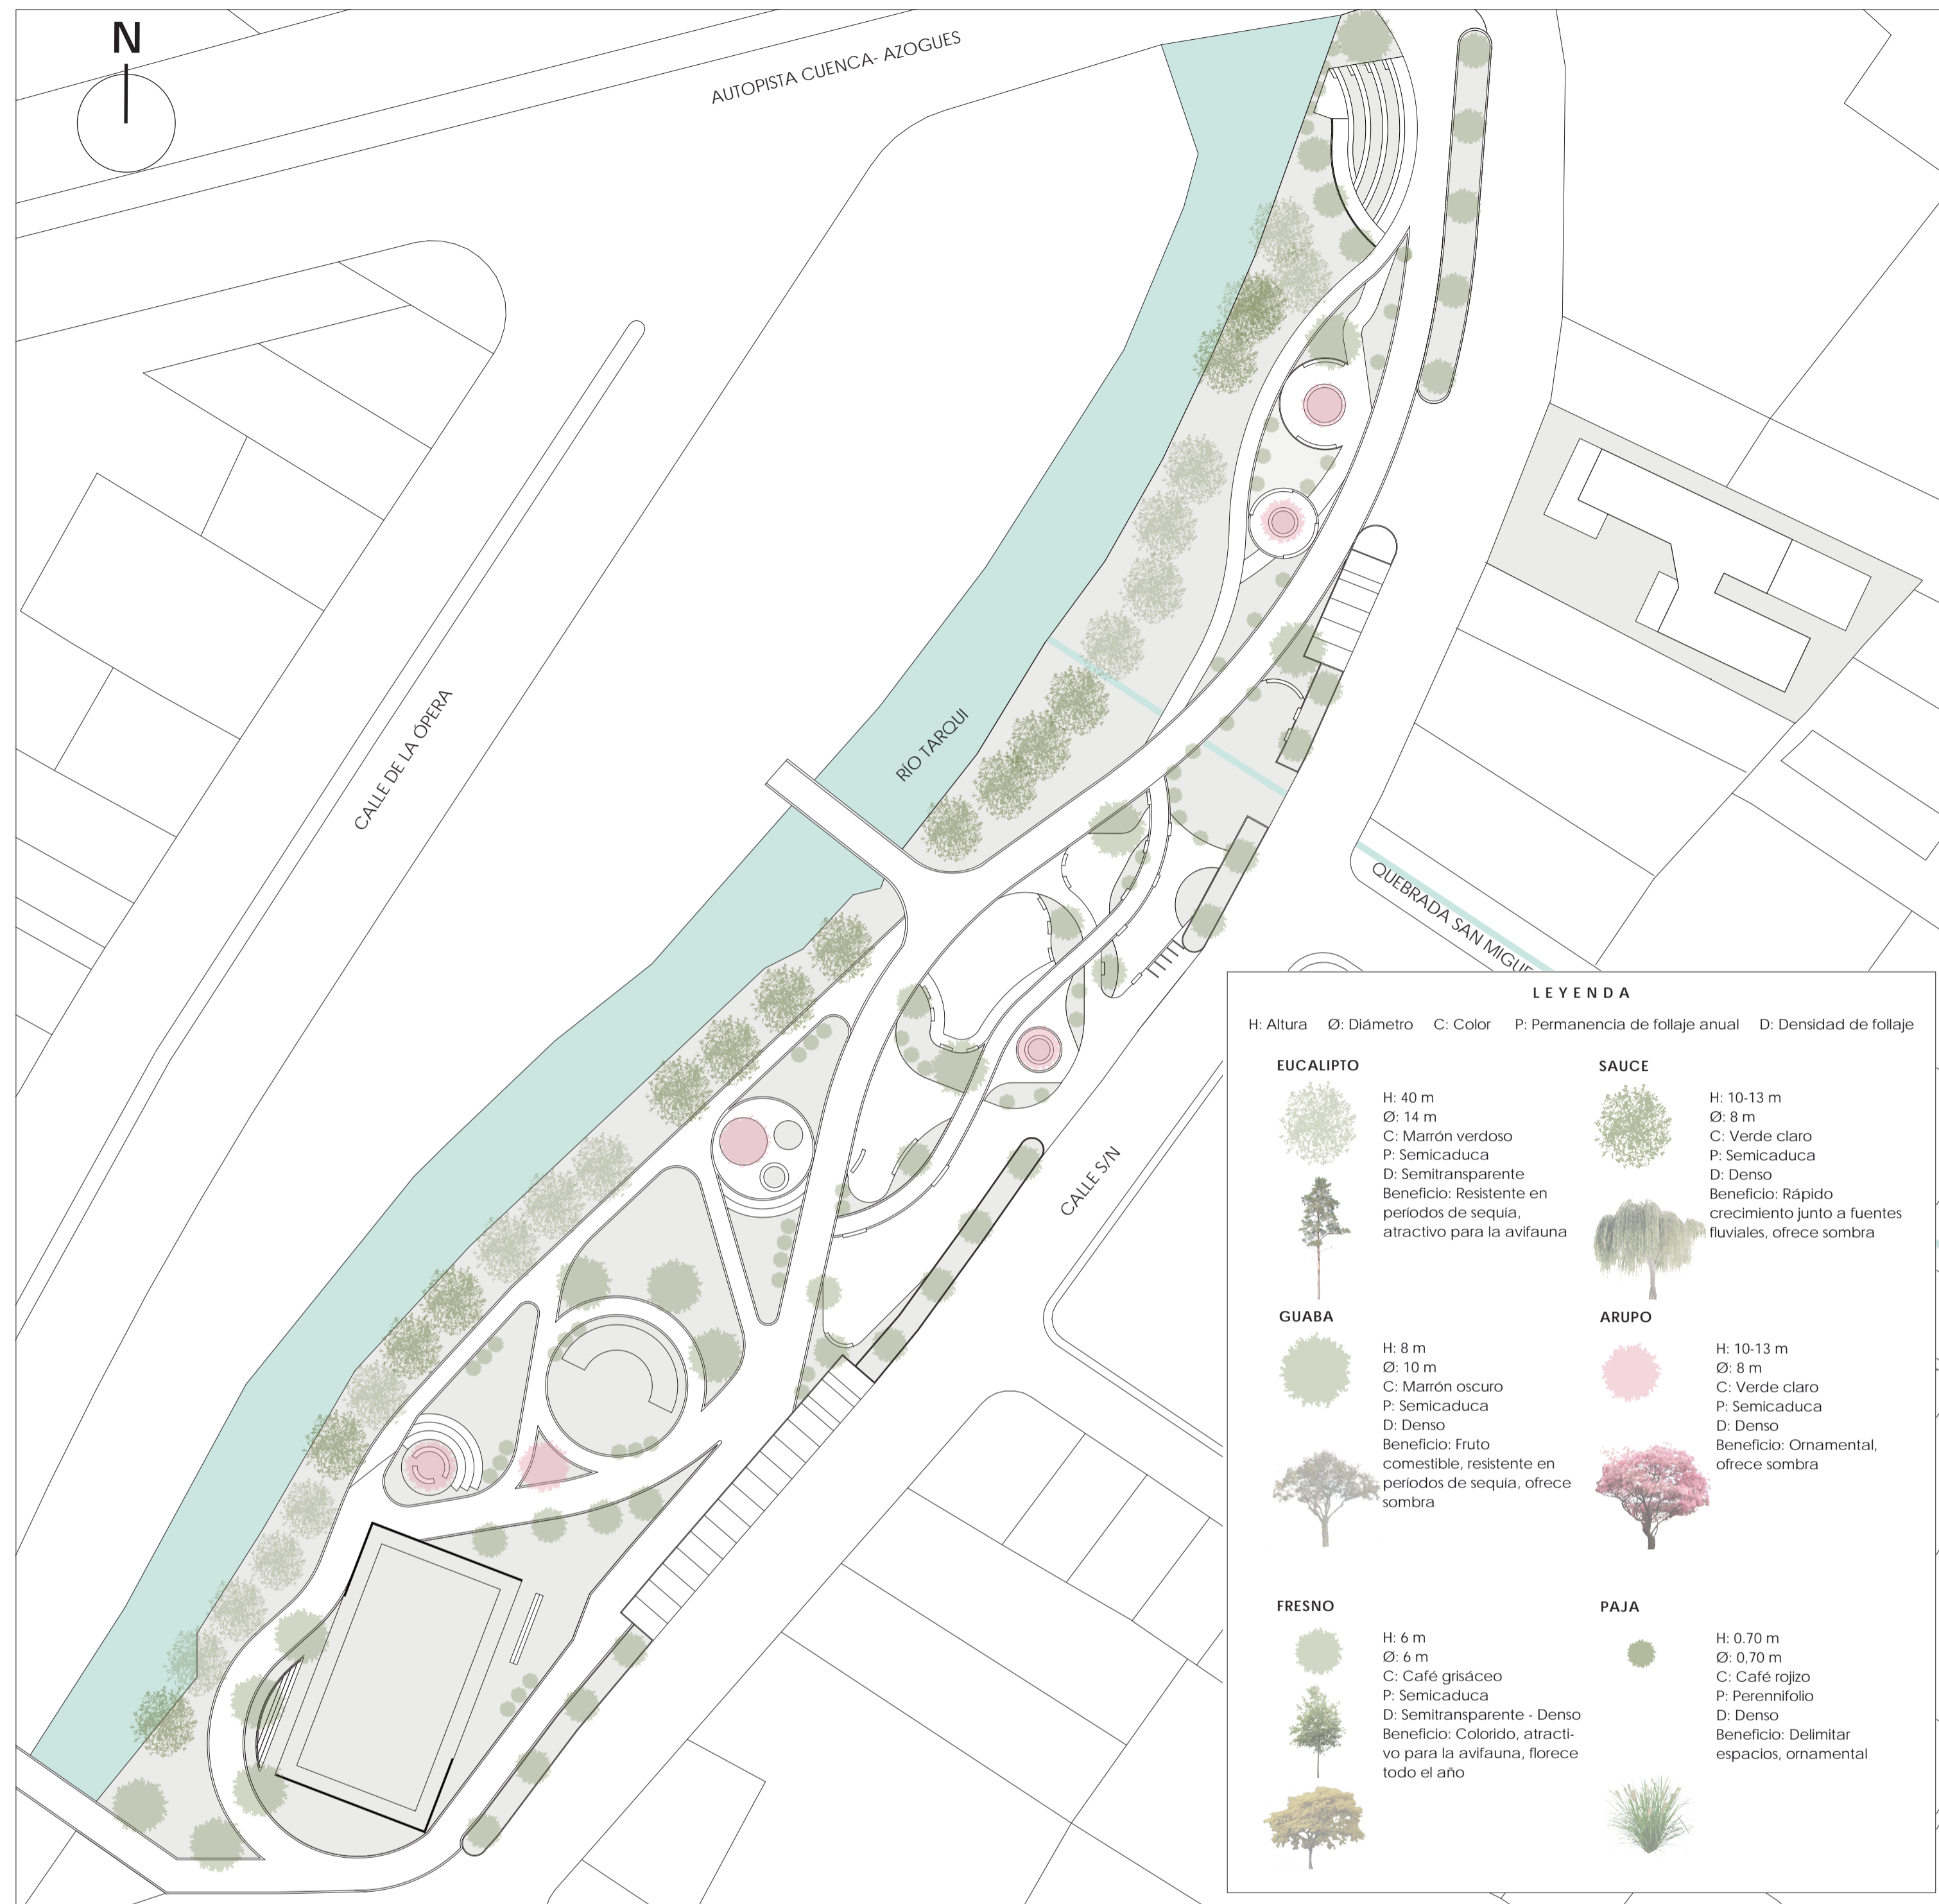 N
AUTOPISTA CUENCA- AZOGUES
CALLE DE LA ÓPERA
RÍO TARQUI
QUEBRADA SAN MIGUE
CALLE S/N
LEYENDA
H: Altura Ø: Diámetro C: Color P: Permanencia de follaje anual D: Densidad de follaje
EUCALIPTO
H: 40 m
Ø: 14 m
C: Marrón verdoso
P: Semicaduca
D: Semitransparente
Beneficio: Resistente en
períodos de sequía,
atractivo para la avifauna
SAUCE
H: 10-13 m
Ø: 8 m
C: Verde claro
P: Semicaduca
D: Denso
Beneficio: Rápido
crecimiento junto a fuentes
fluviales, ofrece sombra
GUABA
H: 8 m
Ø: 10 m
C: Marrón oscuro
P: Semicaduca
D: Denso
Beneficio: Fruto
comestible, resistente en
períodos de sequía, ofrece
sombra
ARUPO
H: 10-13 m
Ø: 8 m
C: Verde claro
P: Semicaduca
D: Denso
Beneficio: Ornamental,
ofrece sombra
FRESNO
H: 6 m
Ø: 6 m
C: Café grisáceo
P: Semicaduca
D: Semitransparente - Denso
Beneficio: Colorido, atracti-
vo para la avifauna, florece
todo el año
PAJA
H: 0.70 m
Ø: 0,70 m
C: Café rojizo
P: Perennifolio
D: Denso
Beneficio: Delimitar
espacios, ornamental